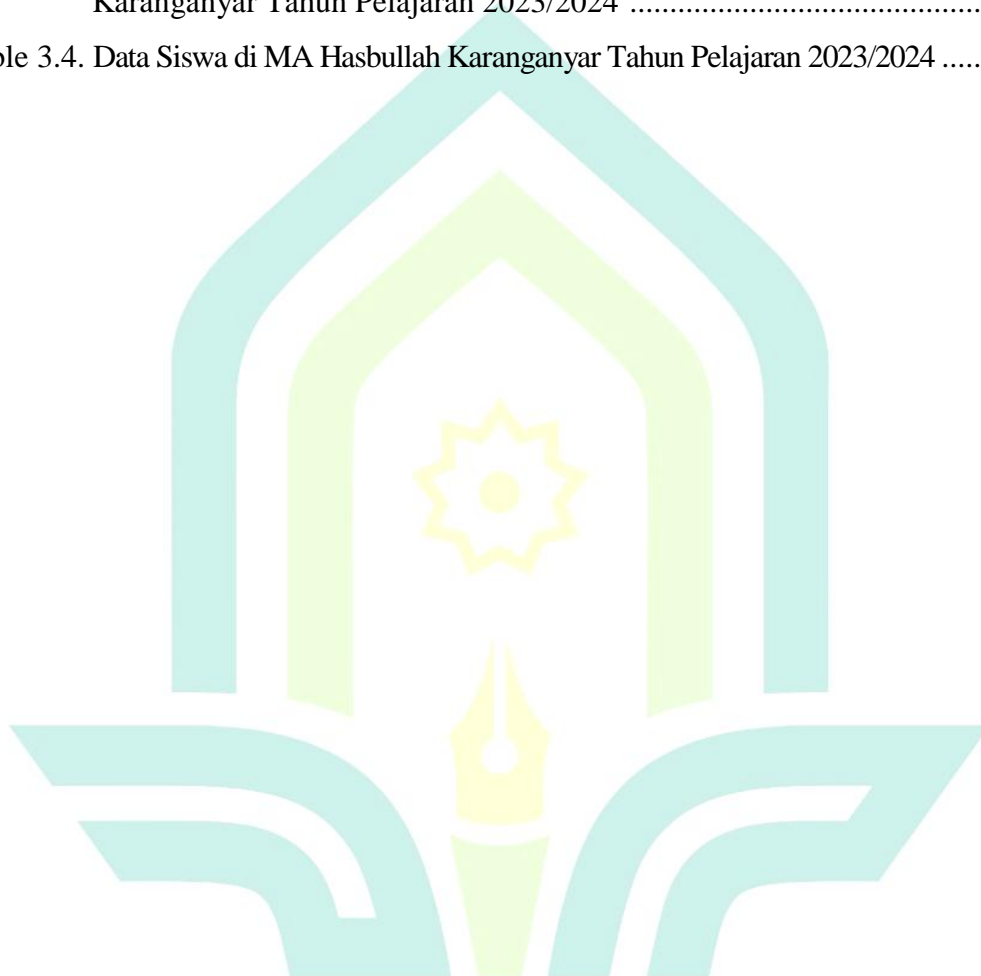 Karanganyar Tahun Pelajaran 2023/2024 ......................................
ble 3.4. Data Siswa di MA Hasbullah Karanganyar Tahun Pelajaran 2023/2024 .....